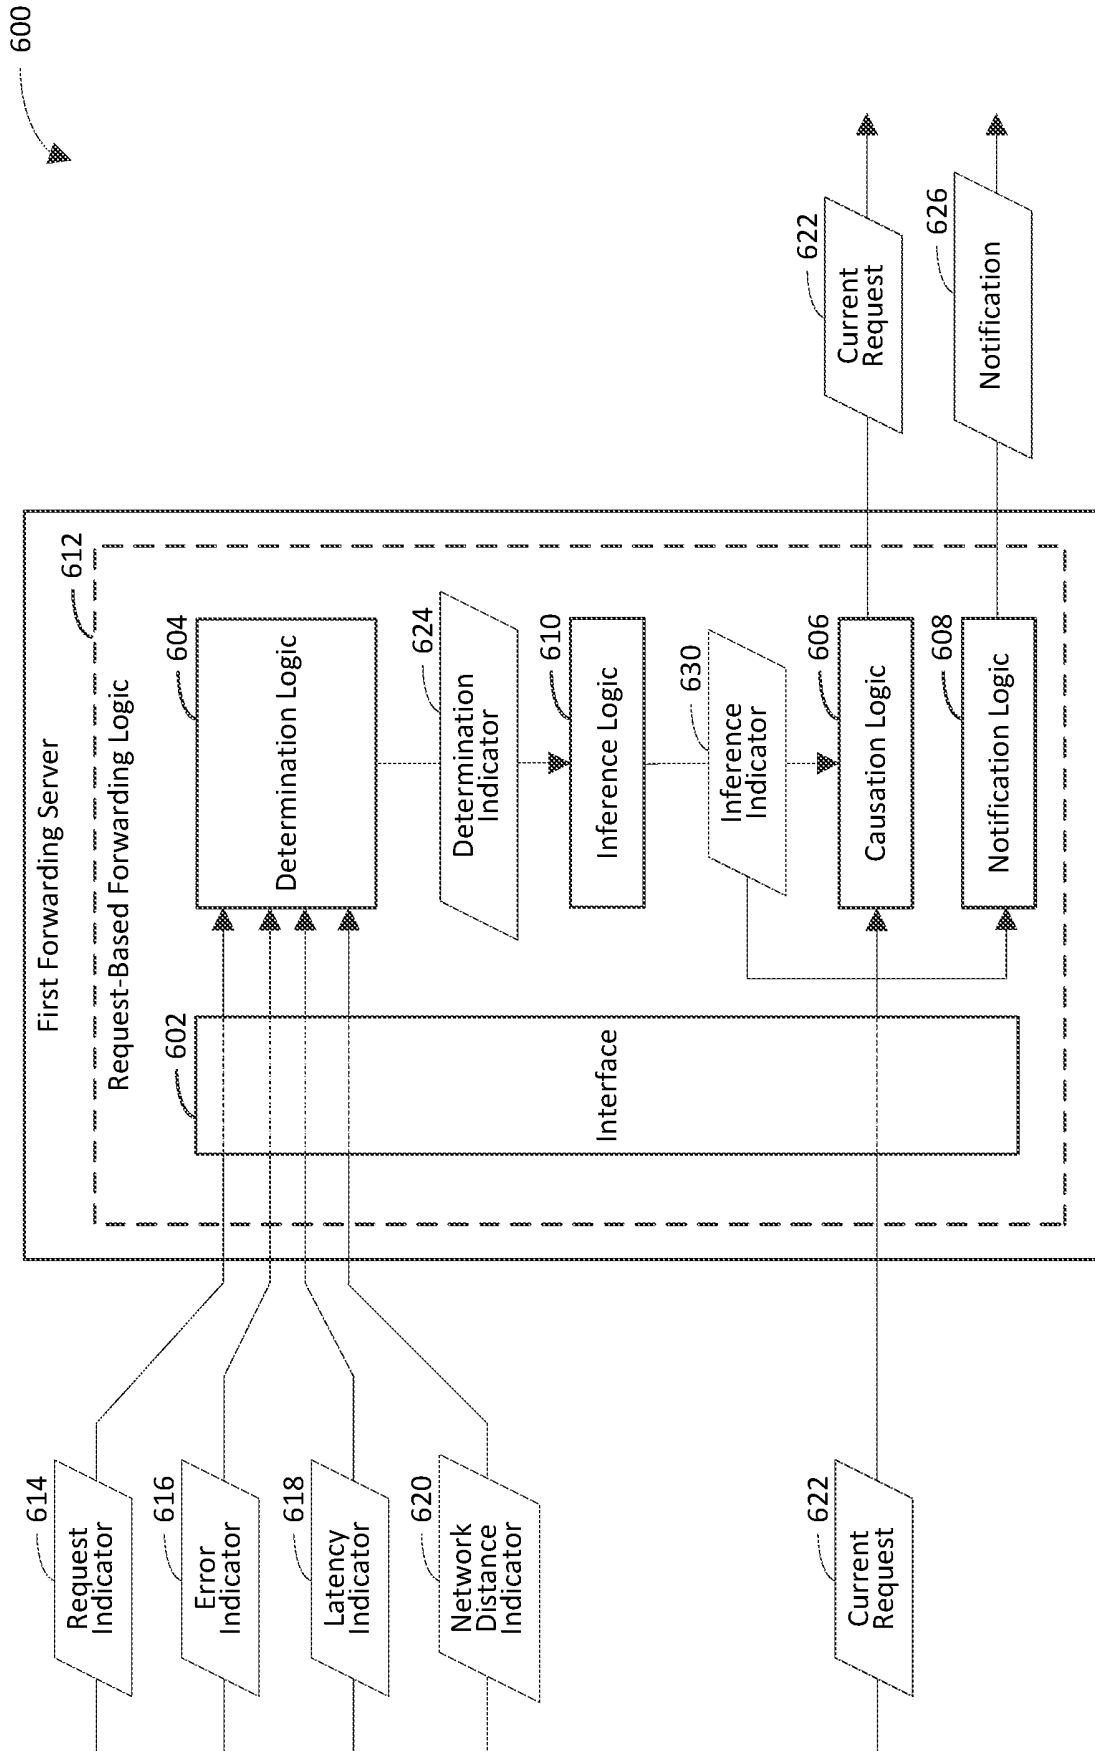 600
First Forwarding Server
612
Request-Based Forwarding Logic
614
Request
Indicator
616
Error
Indicator
618
Latency
Indicator
620
Network
Distance
Indicator
622
Current
Request
602
Interface
604
Determination Logic
624
Determination
Indicator
610
Inference Logic
630
Inference
Indicator
606
Causation Logic
608
Notification Logic
622
Current
Request
626
Notification